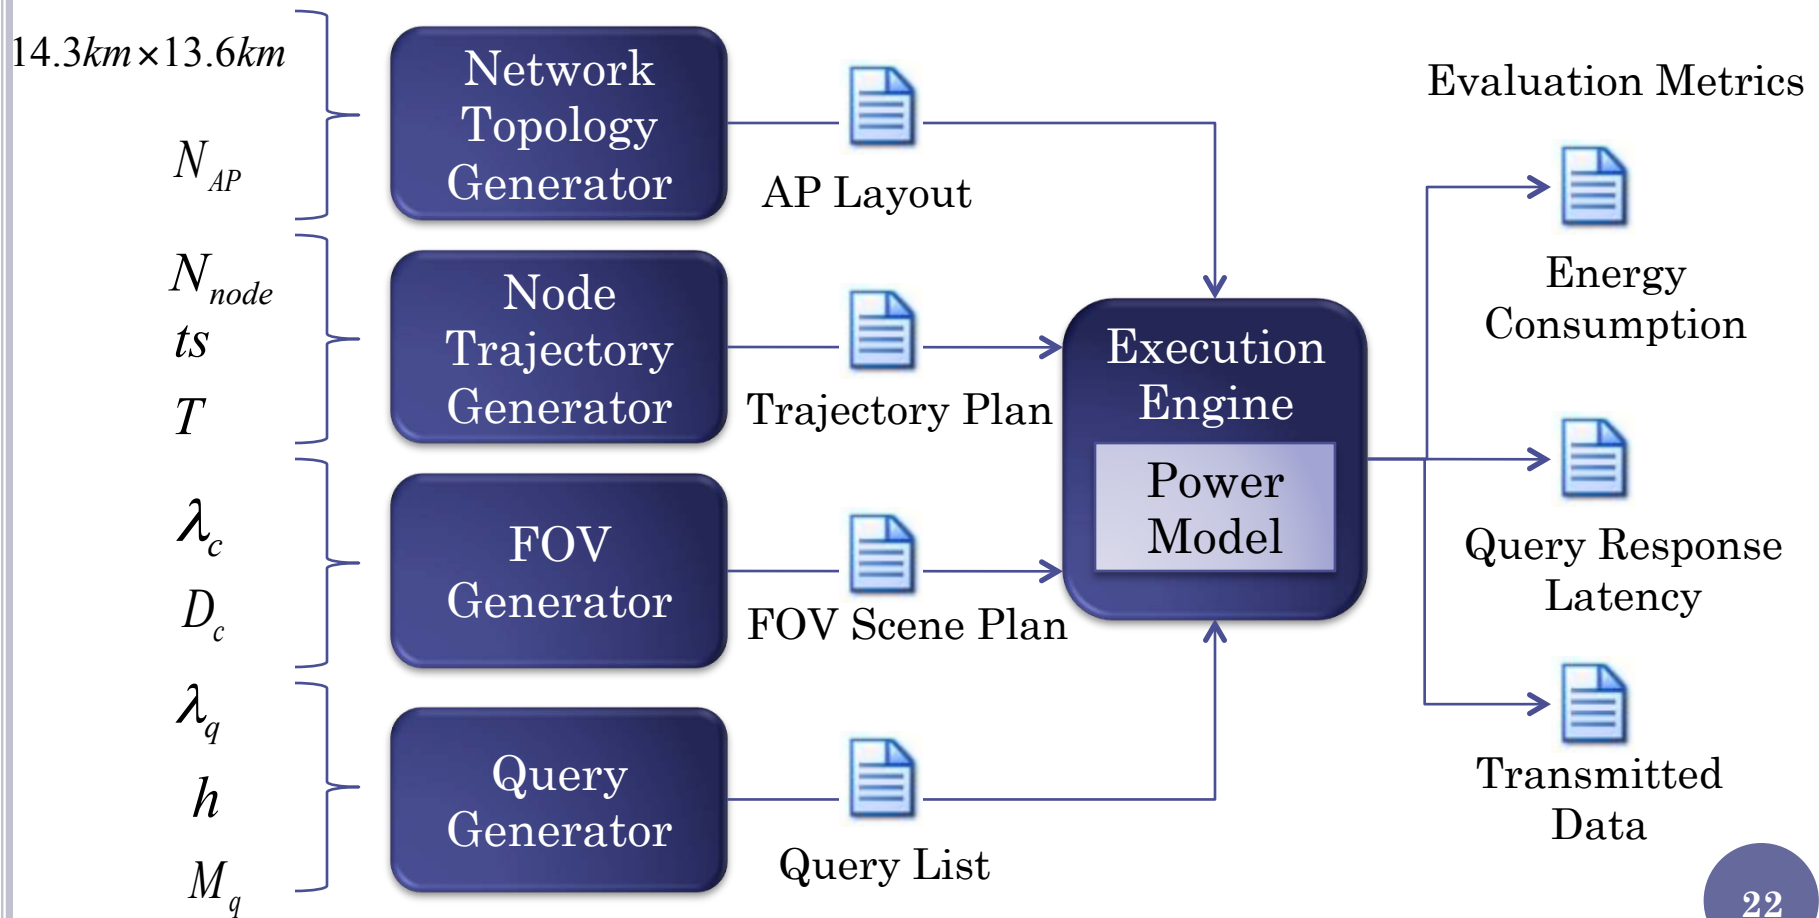 14.3km×13.6km
N_AP
Network
Topology
Generator
AP Layout
N_node
ts
T
Node
Trajectory
Generator
Trajectory Plan
λ_c
D_c
FOV
Generator
FOV Scene Plan
λ_q
h
M_q
Query
Generator
Query List
Execution
Engine
Power
Model
Evaluation Metrics
Energy
Consumption
Query Response
Latency
Transmitted
Data
22